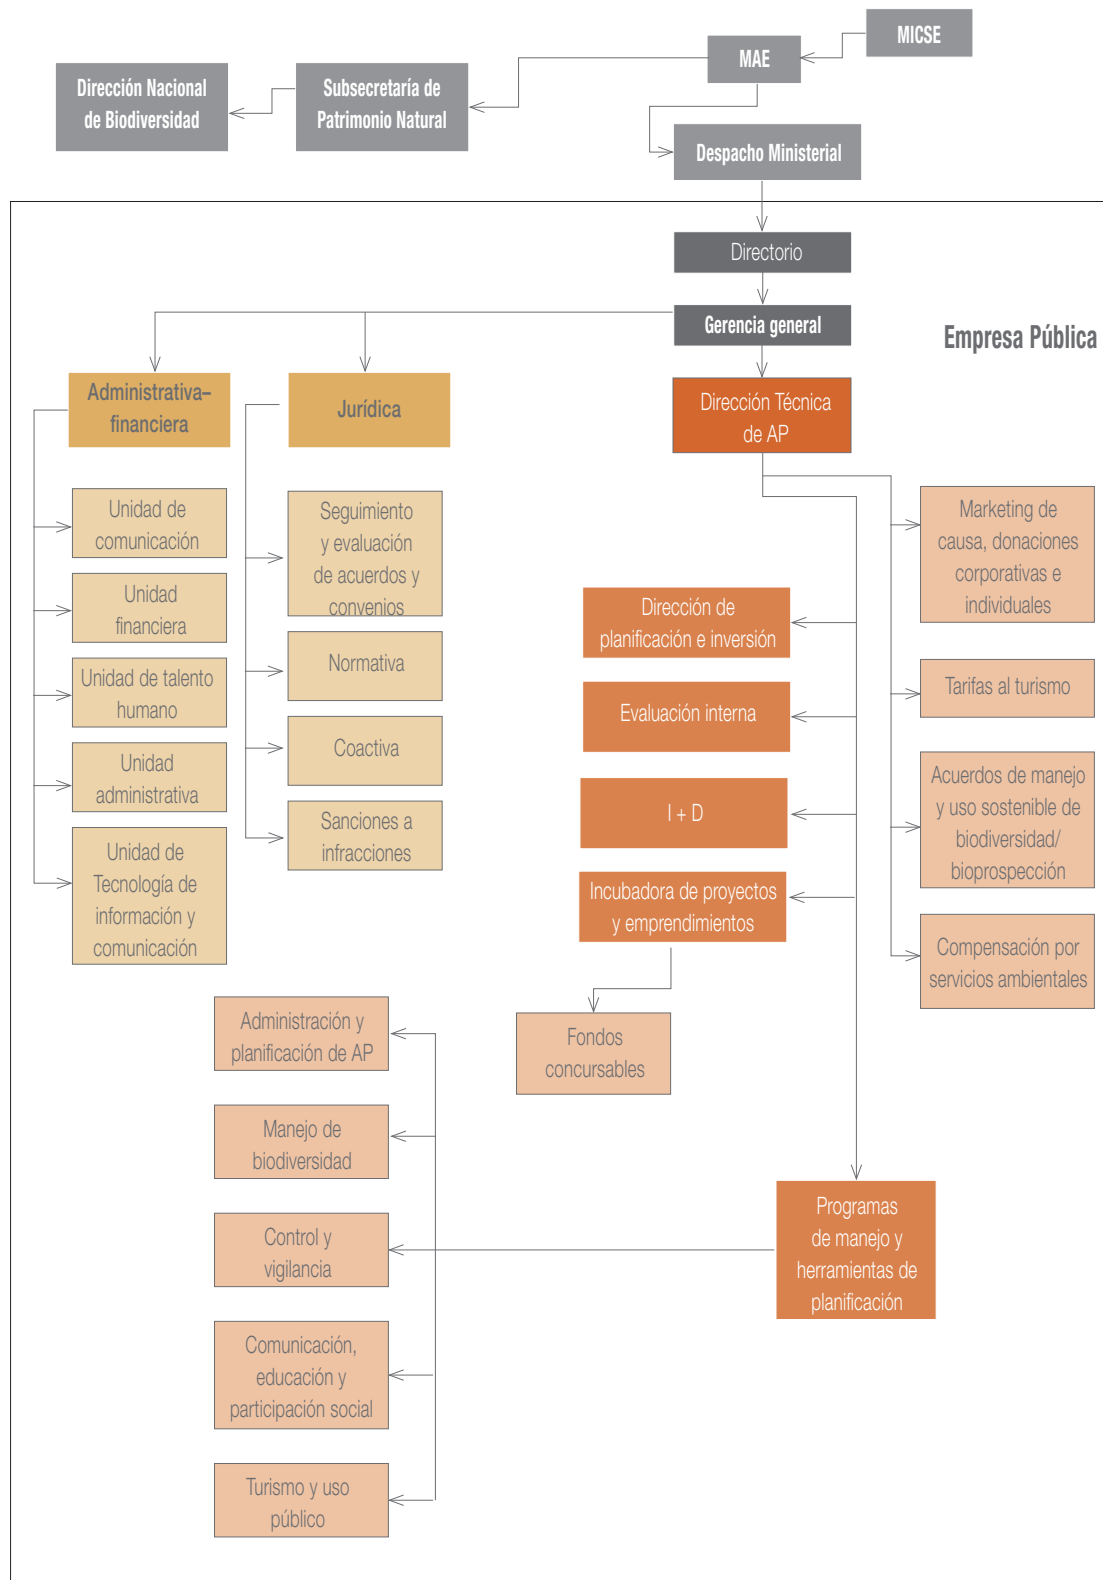 MICSE
MAE
Dirección Nacional
de Biodiversidad
Subsecretaría de
Patrimonio Natural
Despacho Ministerial
Directorio
Gerencia general
Empresa Pública
Administrativa–
financiera
Jurídica
Dirección Técnica
de AP
Unidad de
comunicación
Unidad
financiera
Unidad de talento
humano
Unidad
administrativa
Unidad de
Tecnología de
información y
comunicación
Seguimiento
y evaluación
de acuerdos y
convenios
Normativa
Coactiva
Sanciones a
infracciones
Dirección de
planificación e inversión
Evaluación interna
I + D
Incubadora de proyectos
y emprendimientos
Fondos
concursables
Marketing de
causa, donaciones
corporativas e
individuales
Tarifas al turismo
Acuerdos de manejo
y uso sostenible de
biodiversidad/
bioprospección
Compensación por
servicios ambientales
Administración y
planificación de AP
Manejo de
biodiversidad
Control y
vigilancia
Comunicación,
educación y
participación social
Turismo y uso
público
Programas
de manejo y
herramientas de
planificación